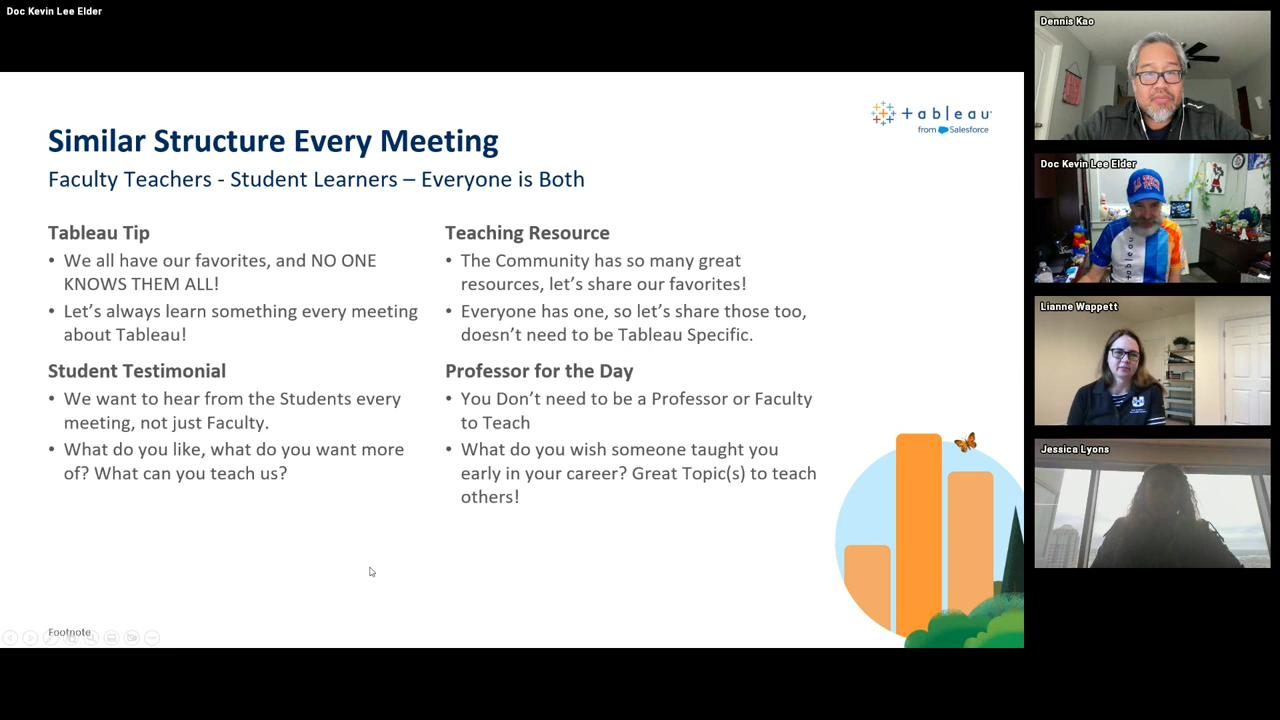 Doc Kevin Lee Elder
tableau
from Salesforce
Similar Structure Every Meeting
Faculty Teachers - Student Learners – Everyone is Both
Tableau Tip
• We all have our favorites, and NO ONE
KNOWS THEM ALL!
• Let's always learn something every meeting
about Tableau!
Student Testimonial
• We want to hear from the Students every
meeting, not just Faculty.
• What do you like, what do you want more
of? What can you teach us?
Teaching Resource
• The Community has so many great
resources, let's share our favorites!
• Everyone has one, so let's share those too,
doesn't need to be Tableau Specific.
Professor for the Day
• You Don't need to be a Professor or Faculty
to Teach
• What do you wish someone taught you
early in your career? Great Topic(s) to teach
others!
Footnote
Dennis Kao
Doc Kevin Lee Elder
tableau
Lianne Wappett
Jessica Lyons